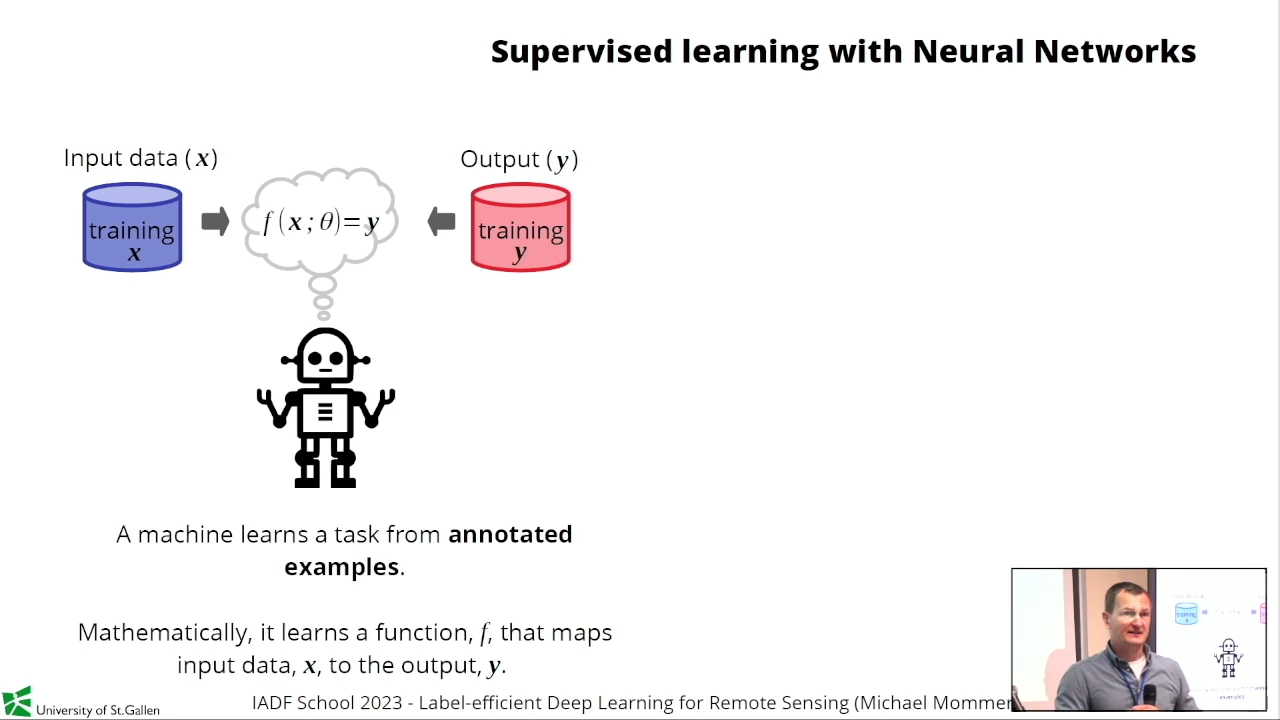 Supervised learning with Neural Networks
Input data (x)
Output (y)
training
x
f (x ; θ)= y
training
y
A machine learns a task from annotated
examples.
Mathematically, it learns a function, f, that maps
input data, x, to the output, y.
University of St.Gallen
IADF School 2023 - Label-efficient Deep Learning for Remote Sensing (Michael Mommer
training
x